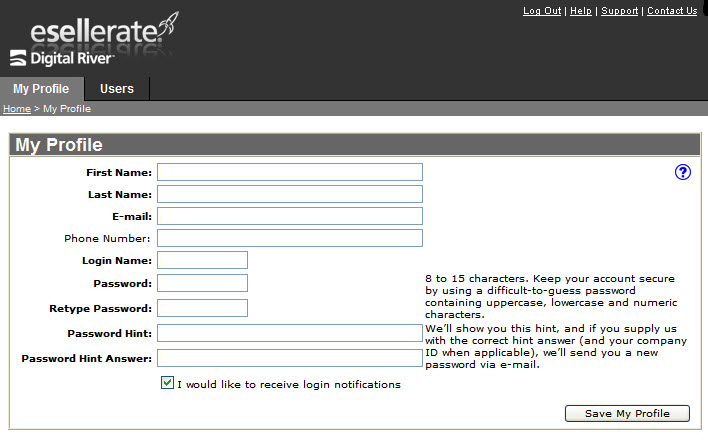 Log Out | Help | Support | Contact Us
esellerate.
Digital River
My Profile
Users
Home > My Profile
My Profile
First Name:
?
Last Name:
E-mail:
Phone Number:
Login Name:
Password:
8 to 15 characters. Keep your account secure
by using a difficult-to-guess password
containing uppercase, lowercase and numeric
characters.
Retype Password:
Password Hint:
We'll show you this hint, and if you supply us
with the correct hint answer (and your company
ID when applicable), we'll send you a new
password via e-mail.
Password Hint Answer:
I would like to receive login notifications
Save My Profile